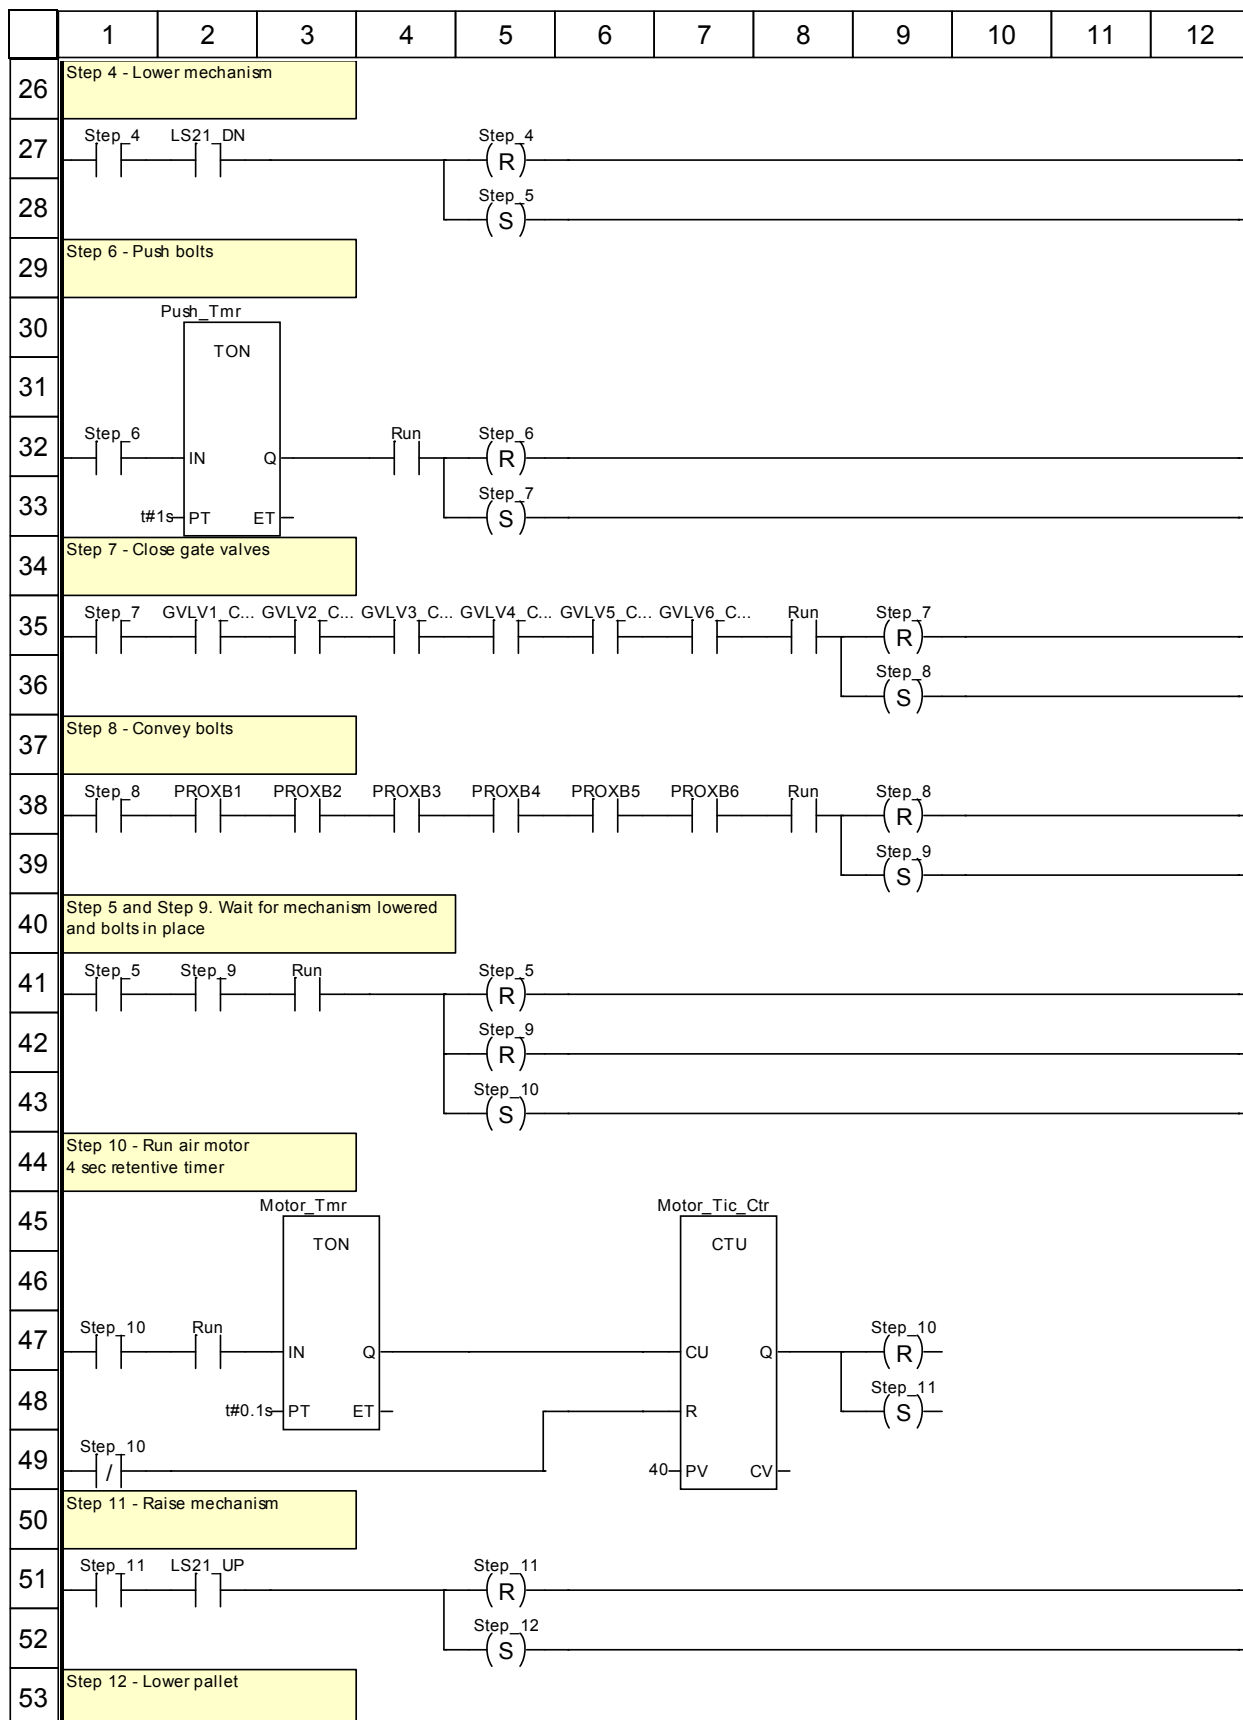 1 2 3 4 5 6 7 8 9 10 11 12
26 Step 4 - Lower mechanism
Step_4 LS21_DN Step_4
27 R
Step_5
28 S
29 Step 6 - Push bolts
Push_Tmr
30
TON
31
Step_6 Run Step_6
32 IN Q R
Step_7
33 t#1s PT ET S
34 Step 7 - Close gate valves
Step_7 GVLV1_C... GVLV2_C... GVLV3_C... GVLV4_C... GVLV5_C... GVLV6_C... Run Step_7
35 R
Step_8
36 S
37 Step 8 - Convey bolts
Step_8 PROXB1 PROXB2 PROXB3 PROXB4 PROXB5 PROXB6 Run Step_8
38 R
Step_9
39 S
40 Step 5 and Step 9. Wait for mechanism lowered
and bolts in place
Step_5 Step_9 Run Step_5
41 R
Step_9
42 R
Step_10
43 S
44 Step 10 - Run air motor
4 sec retentive timer
Motor_Tmr Motor_Tic_Ctr
45
TON CTU
46
Step_10 Run Step_10
47 IN Q CU Q R
Step_11
48 t#0.1s PT ET R S
Step_10
49 / 40 PV CV
50 Step 11 - Raise mechanism
Step_11 LS21_UP Step_11
51 R
Step_12
52 S
53 Step 12 - Lower pallet